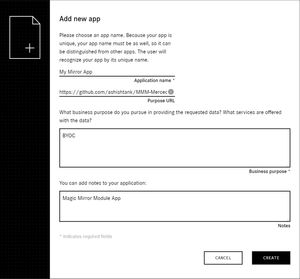 Add new app
Please choose an app name. Because your app is
unique, your app name must be as well, so it can
be distinguished from other apps. The user will
recognize your app by its unique name.
My Mirror App
Application name *
https://github.com/ashishtank/MMM-Merced
Purpose URL
What business purpose do you pursue in providing the requested data? What services are offered
with the data?
BYOC
Business purpose *
You can add notes to your application:
Magic Mirror Module App
Notes
* Indicates required fields
CANCEL
CREATE